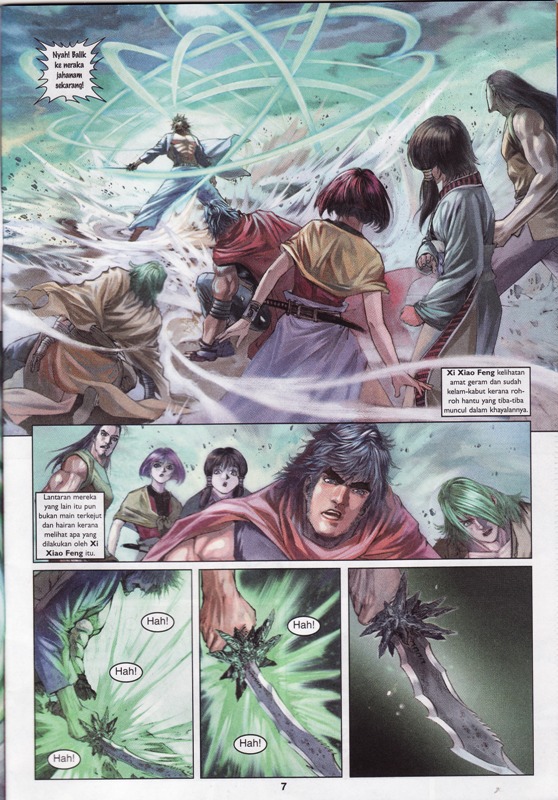 Nyah! Balik
ke neraka
jahanam
sekarang!
Xi Xiao Feng kelihatan
amat geram dan sudah
kelam-kabut kerana roh-
roh hantu yang tiba-tiba
muncul dalam khayalannya.
Lantaran mereka
yang lain itu pun
bukan main terkejut
dan hairan kerana
melihat apa yang
dilakukan oleh Xi
Xiao Feng itu.
Hah!
Hah!
Hah!
Hah!
Hah!
7